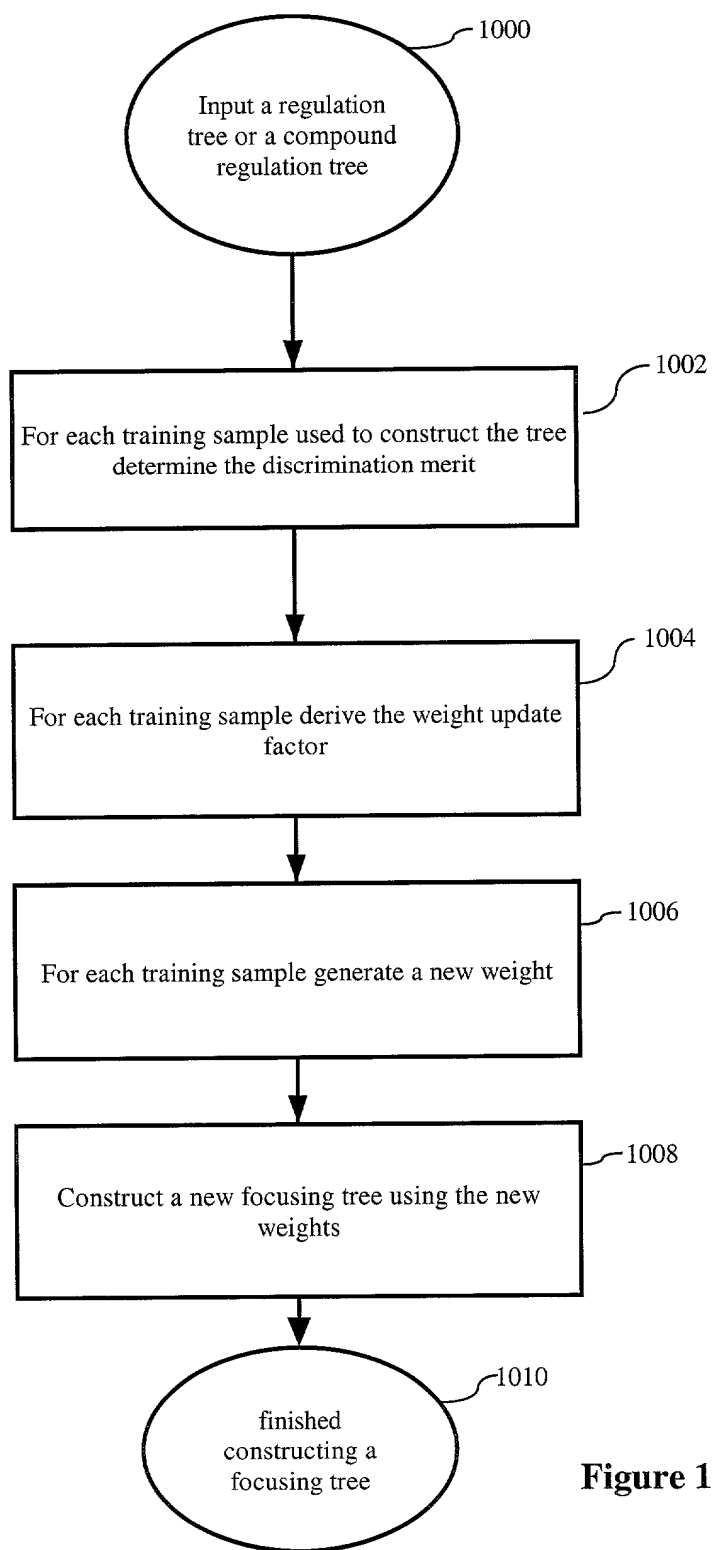 1000
Input a regulation
tree or a compound
regulation tree
1002
For each training sample used to construct the tree
determine the discrimination merit
1004
For each training sample derive the weight update
factor
1006
For each training sample generate a new weight
1008
Construct a new focusing tree using the new
weights
1010
finished
constructing a
focusing tree
Figure 1